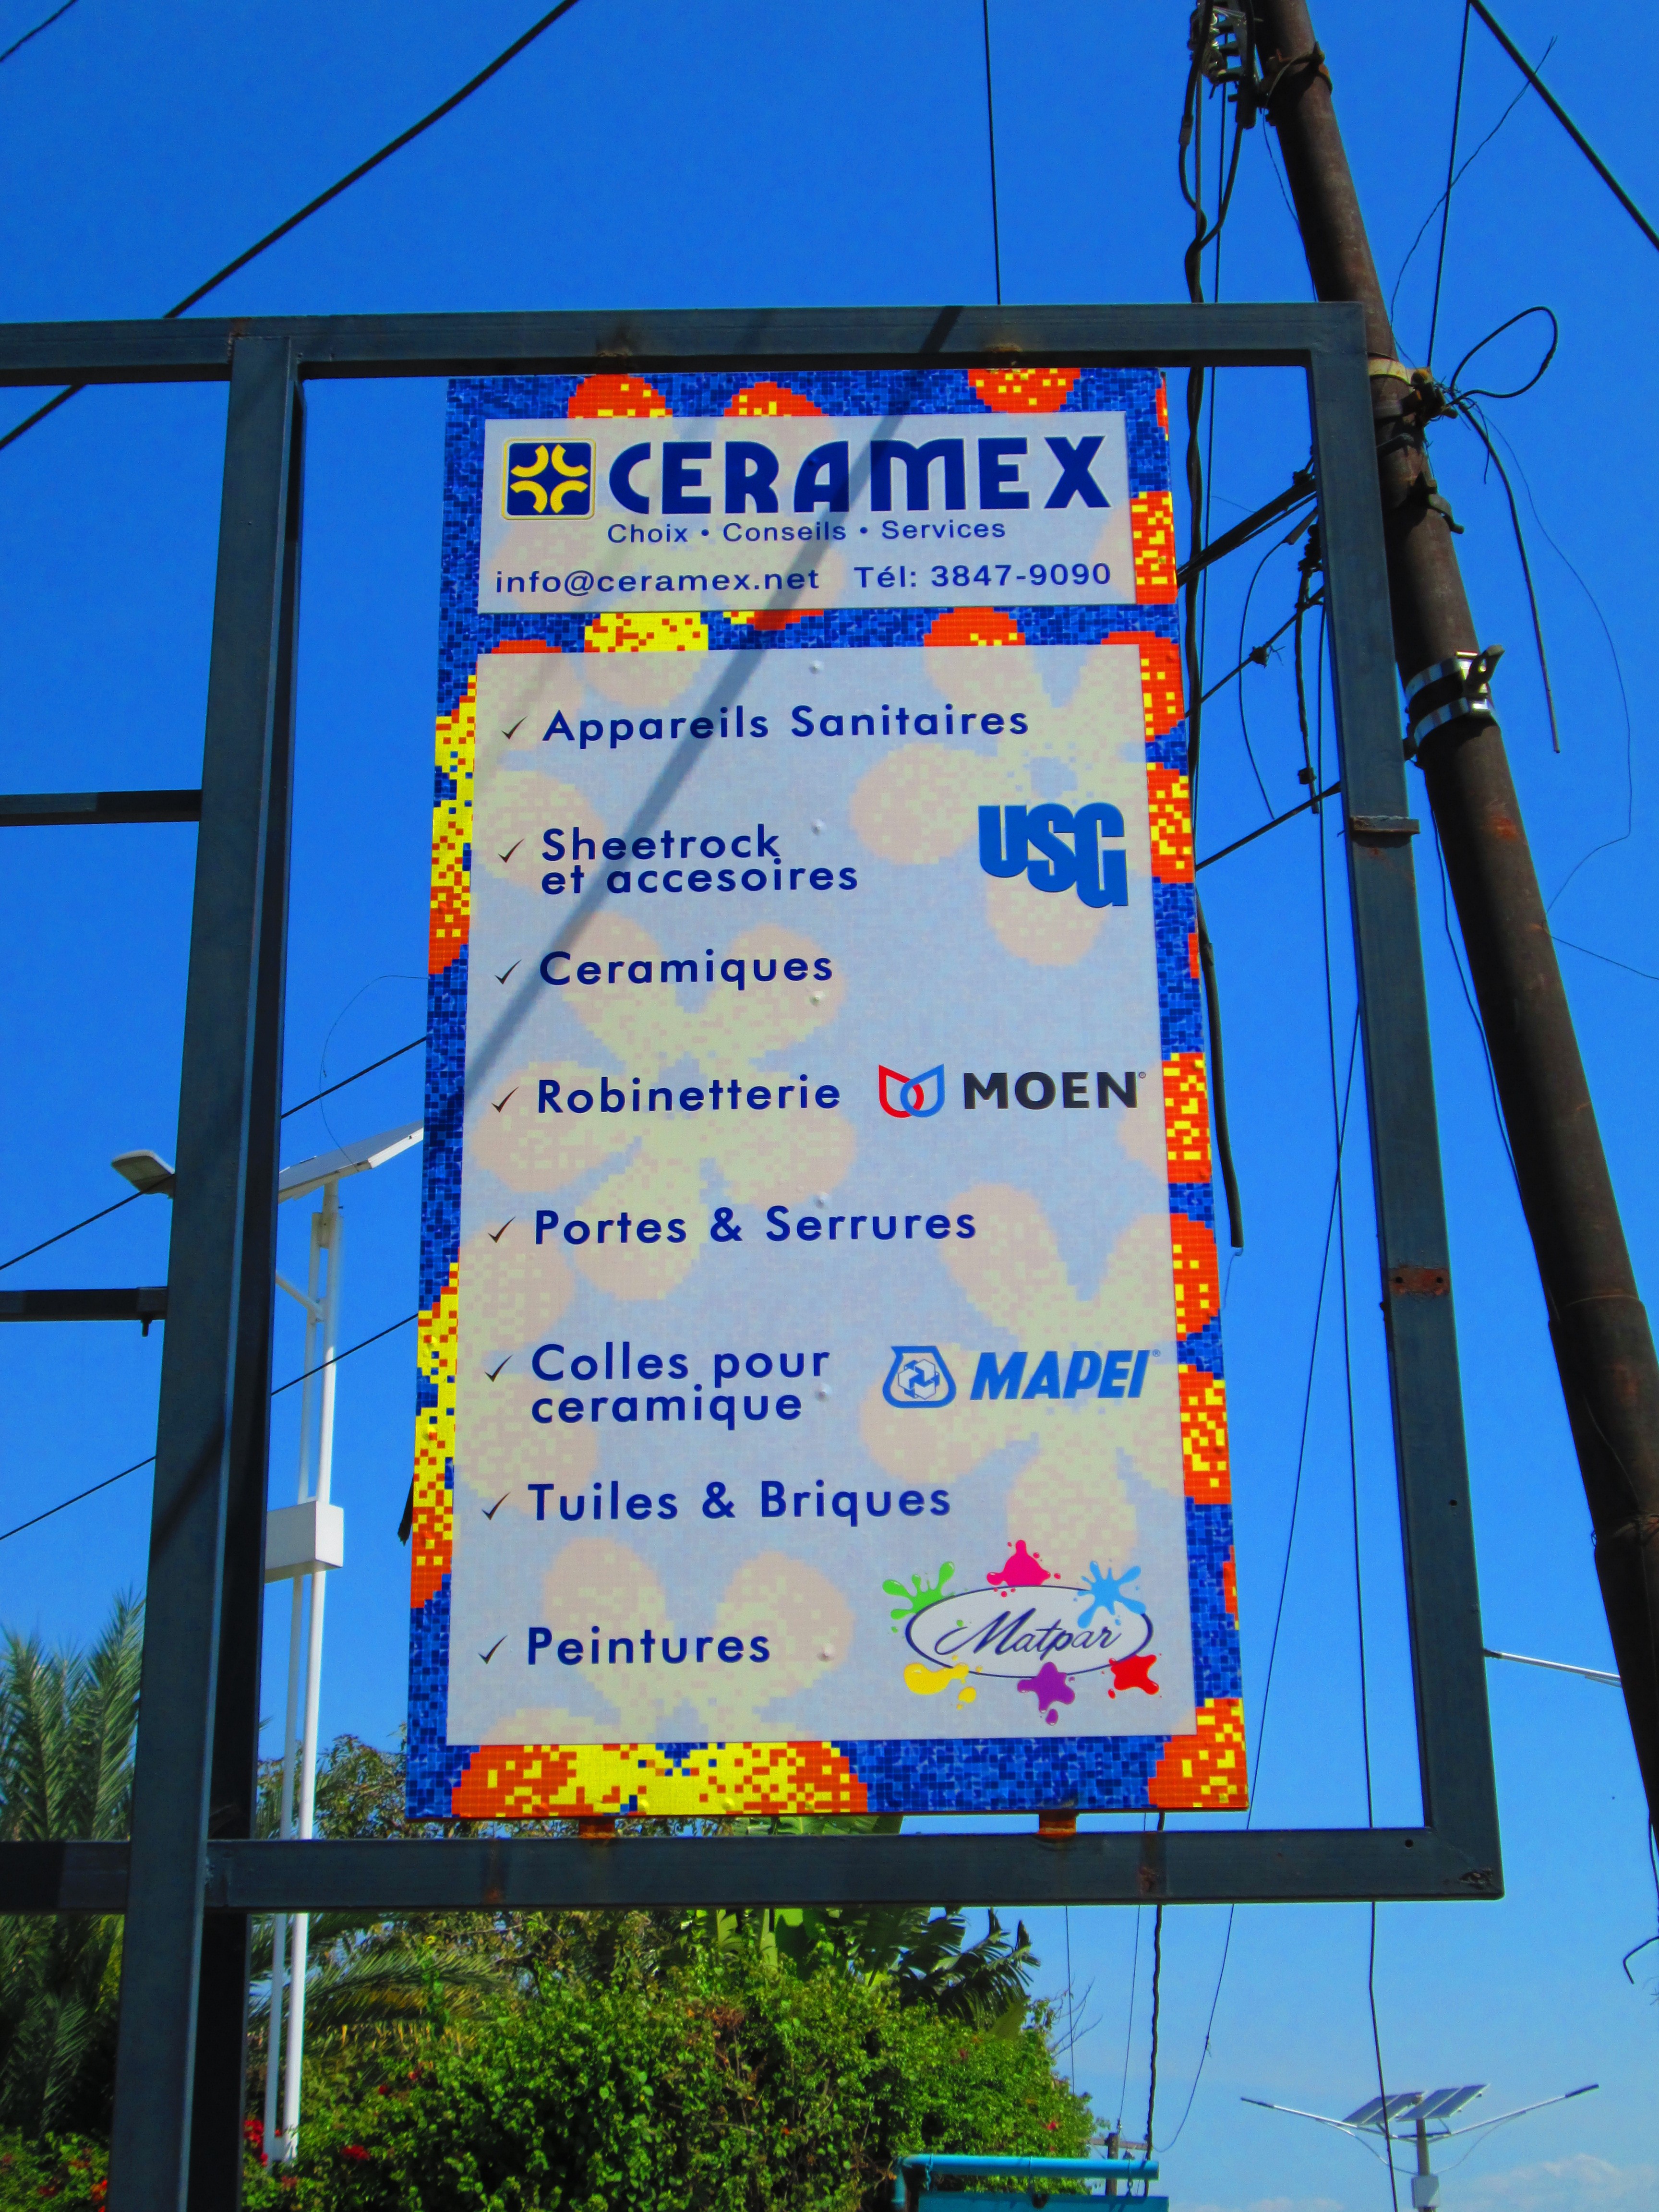 CERAMEX
Choix • Conseils • Services
info@ceramex.net Tél: 3847-9090
✓ Appareils Sanitaires
✓ Sheetrock
et accesoires
USG
✓ Ceramiques
✓ Robinetterie
MOEN®
✓ Portes & Serrures
✓ Colles pour
ceramique
MAPEI®
✓ Tuiles & Briques
✓ Peintures
Matpar